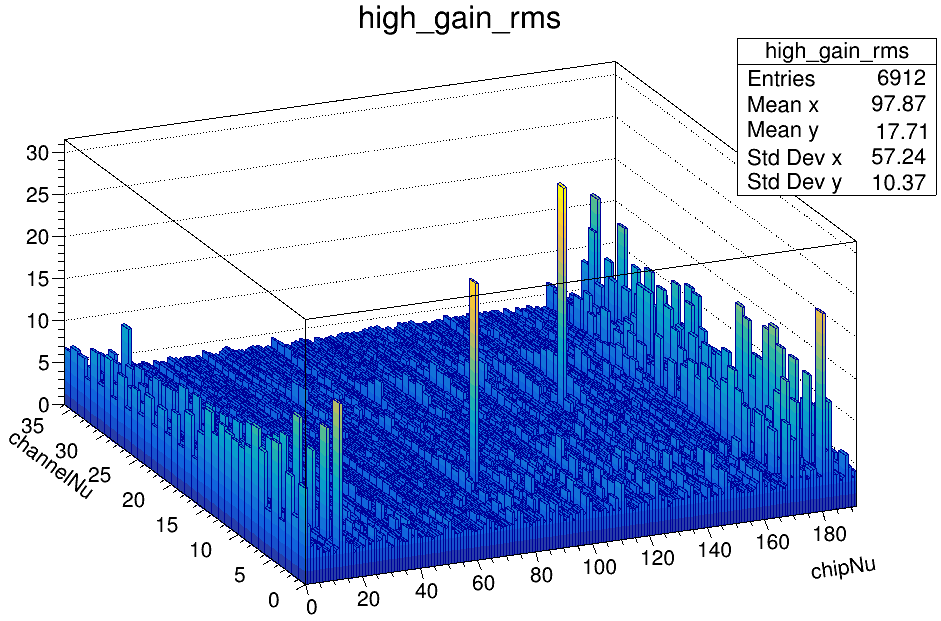 high_gain_rms
high_gain_rms
Entries 6912
Mean x 97.87
Mean y 17.71
Std Dev x 57.24
Std Dev y 10.37
30
25
20
15
10
5
0
35
30
25
20
15
10
5
0
channelNu
0
20
40
60
80
100
120
140
160
180
chipNu